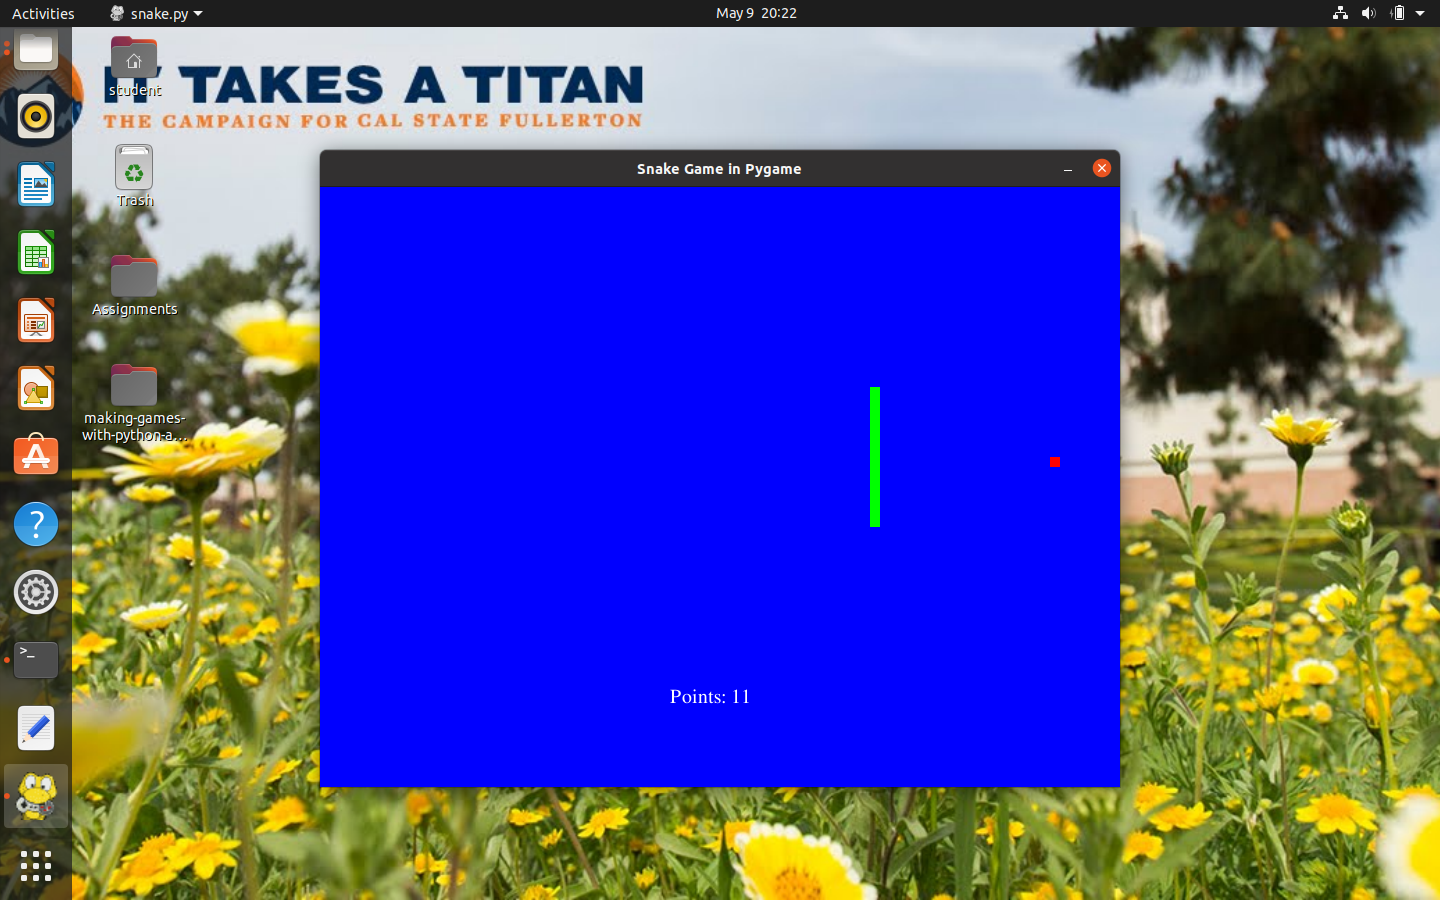 Activities
snake.py
May 9 20:22
IT TAKES A TITAN
THE CAMPAIGN FOR CAL STATE FULLERTON
student
Trash
Assignments
making-games-
with-python-a...
Snake Game in Pygame
Points: 11